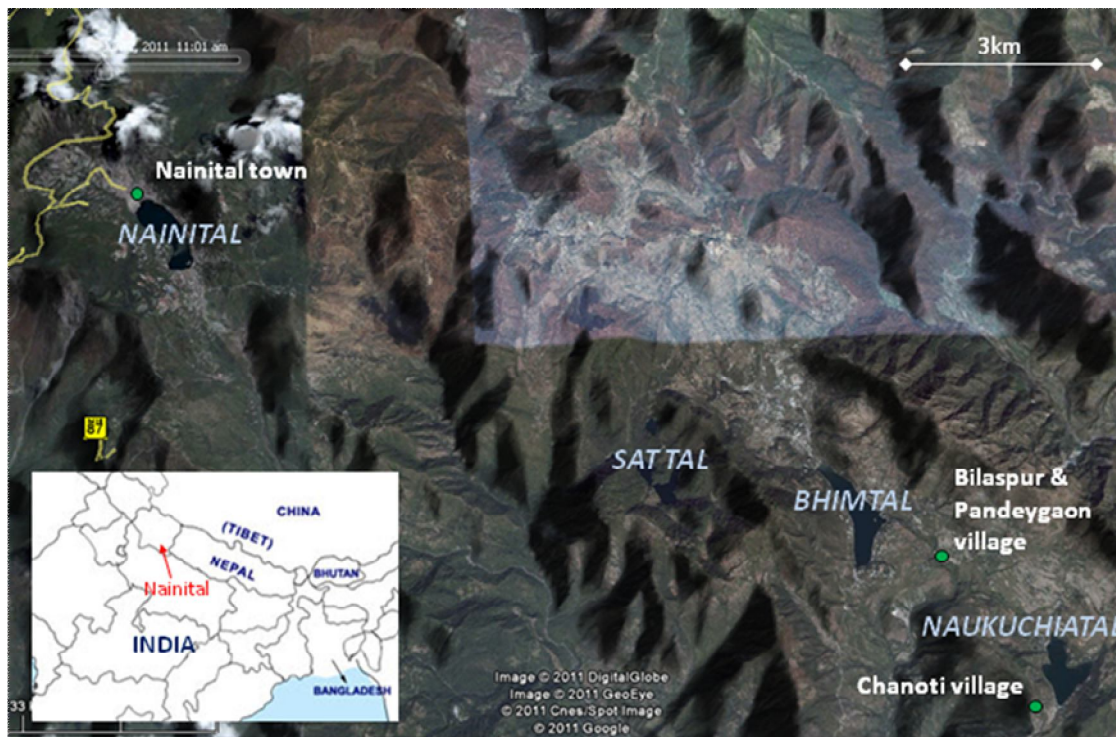 2011 11:01 am
3km
Nainital town
NAINITAL
87
SAT TAL
BHIMTAL
Bilaspur &
Pandeygaon
village
NAUKUCHIATAL
Chanoti village
CHINA
(TIBET)
NEPAL
BHUTAN
Nainital
INDIA
BANGLADESH
33
Image © 2011 DigitalGlobe
Image © 2011 GeoEye
© 2011 Cnes/Spot Image
© 2011 Google